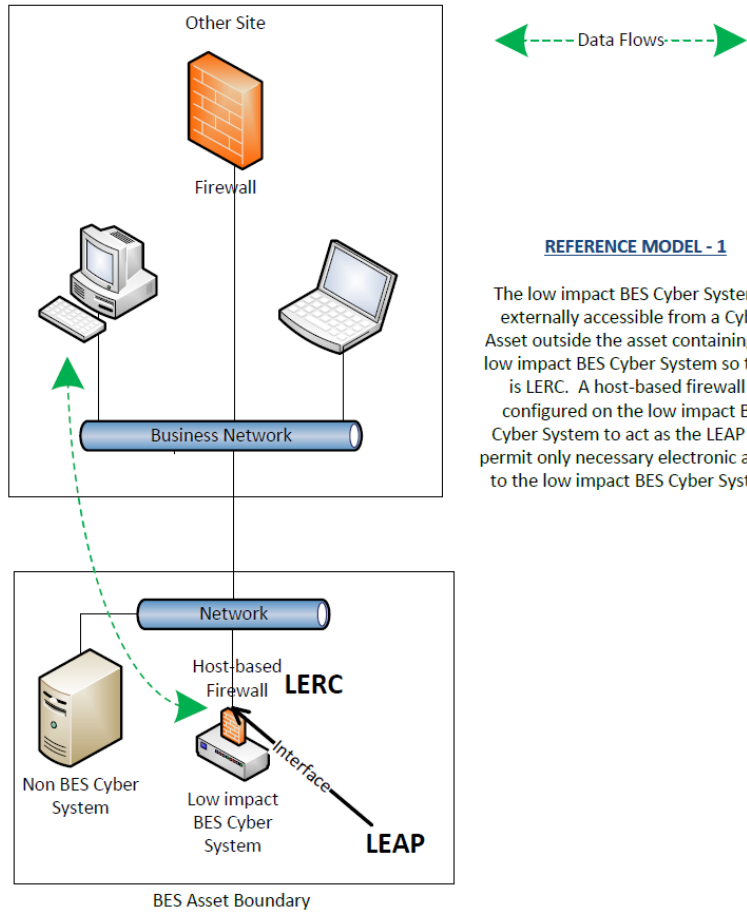 Other Site
Data Flows
Firewall
REFERENCE MODEL - 1
The low impact BES Cyber System
externally accessible from a
Asset outside the asset containing
low impact BES Cyber System so
is LERC. A host-based firewall
configured on the low impact
Cyber System to act as the LEAP
permit only necessary electronic
to the low impact BES Cyber
Business Network
Network
Host-based
Firewall
LERC
Interface
Non BES Cyber
System
Low impact
BES Cyber
System
LEAP
BES Asset Boundary